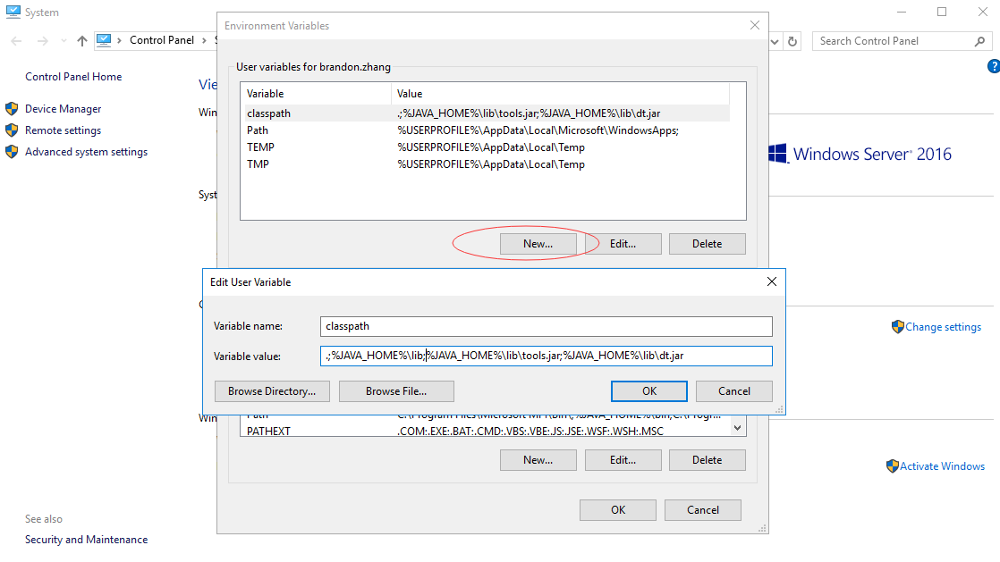 System
Environment Variables
Control Panel
Search Control Panel
User variables for brandon.zhang
Control Panel Home
Variable Value
classpath .;%JAVA_HOME%\lib\tools.jar;%JAVA_HOME%\lib\dt.jar
Path %USERPROFILE%\AppData\Local\Microsoft\WindowsApps;
TEMP %USERPROFILE%\AppData\Local\Temp
TMP %USERPROFILE%\AppData\Local\Temp
Device Manager
Remote settings
Advanced system settings
Vie
Win
Syst
Windows Server® 2016
New... Edit... Delete
Edit User Variable
Variable name: classpath
Variable value: .;%JAVA_HOME%\lib;%JAVA_HOME%\lib\tools.jar;%JAVA_HOME%\lib\dt.jar
Browse Directory... Browse File... OK Cancel
Change settings
Win
Path C:\Program Files\Microsoft MPI\Bin\;%JAVA_HOME%\bin;C:\Progr...
PATHEXT .COM;.EXE;.BAT;.CMD;.VBS;.VBE;.JS;.JSE;.WSF;.WSH;.MSC
New... Edit... Delete
Activate Windows
OK Cancel
See also
Security and Maintenance